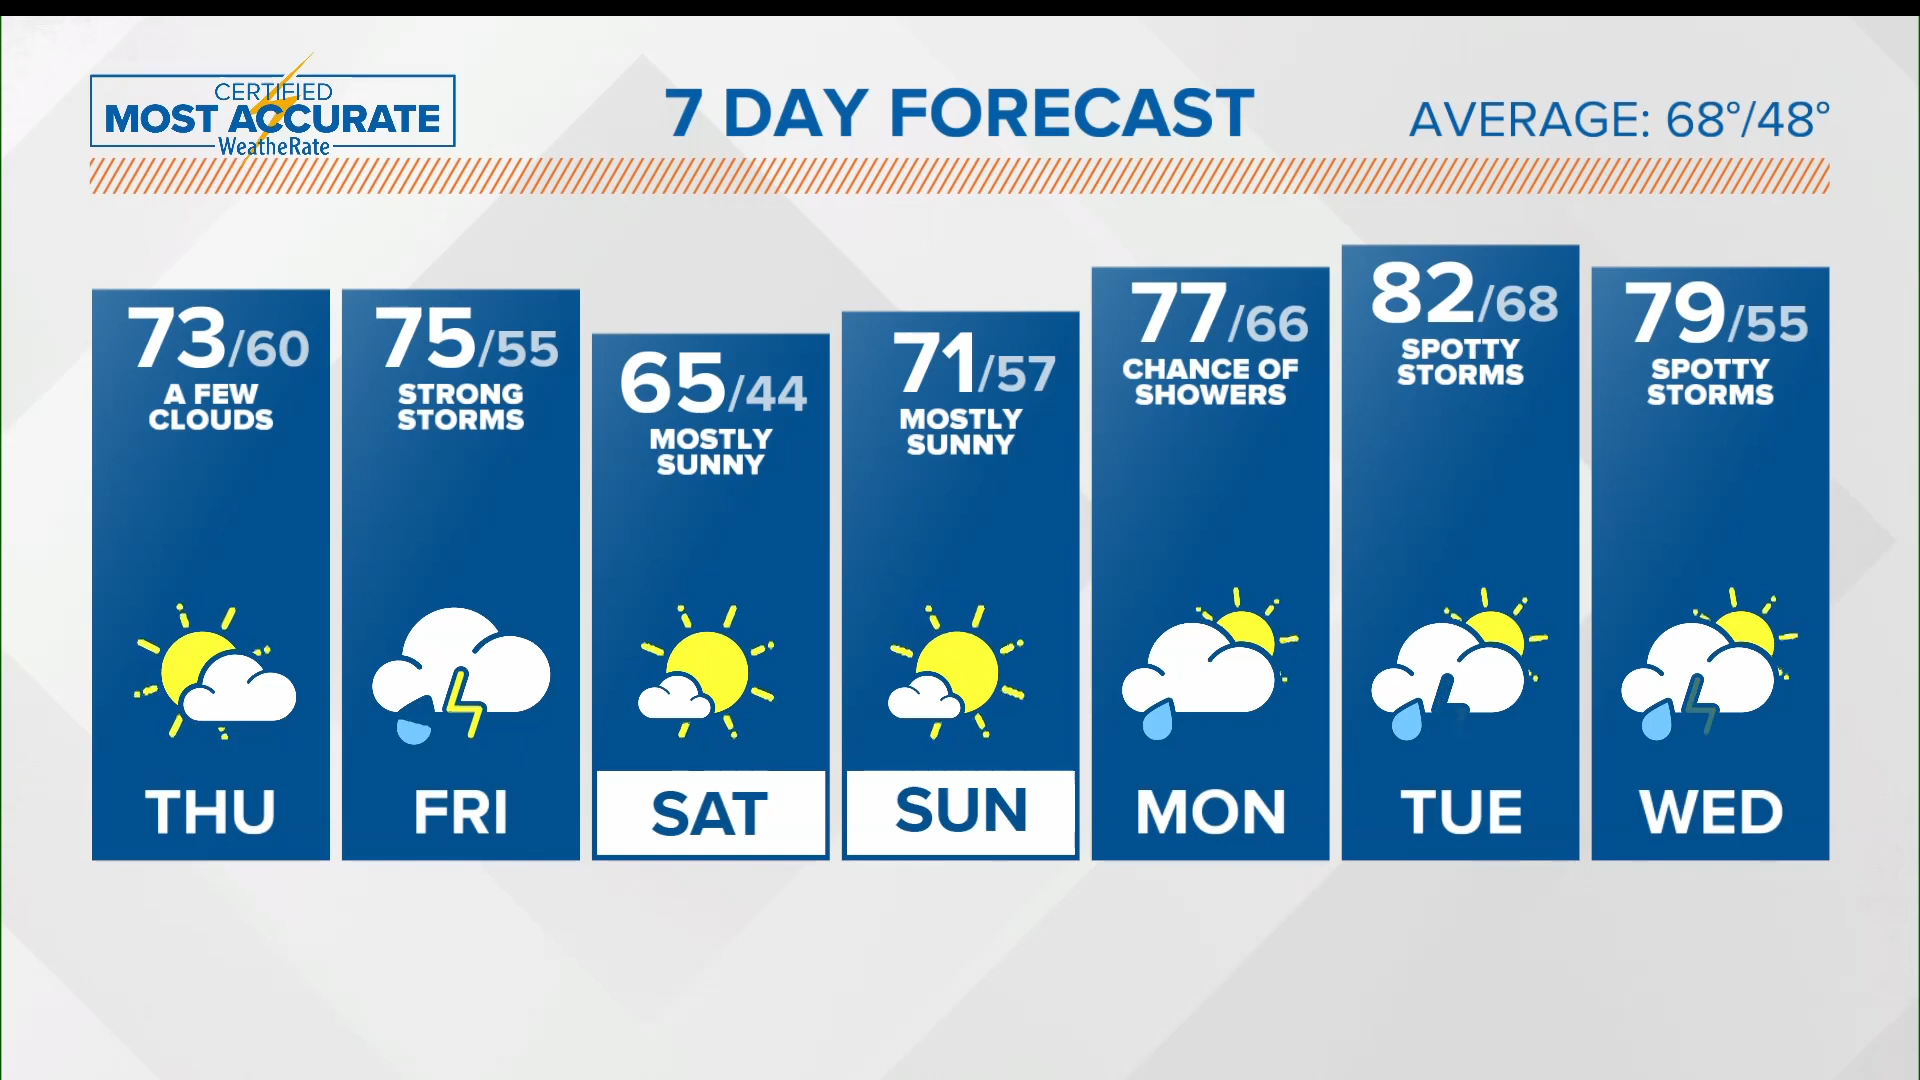 CERTIFIED
MOST ACCURATE
WeatheRate
7 DAY FORECAST
AVERAGE: 68°/48°
73/60
A FEW
CLOUDS
THU
75/55
STRONG
STORMS
FRI
65/44
MOSTLY
SUNNY
SAT
71/57
MOSTLY
SUNNY
SUN
77/66
CHANCE OF
SHOWERS
MON
82/68
SPOTTY
STORMS
TUE
79/55
SPOTTY
STORMS
WED